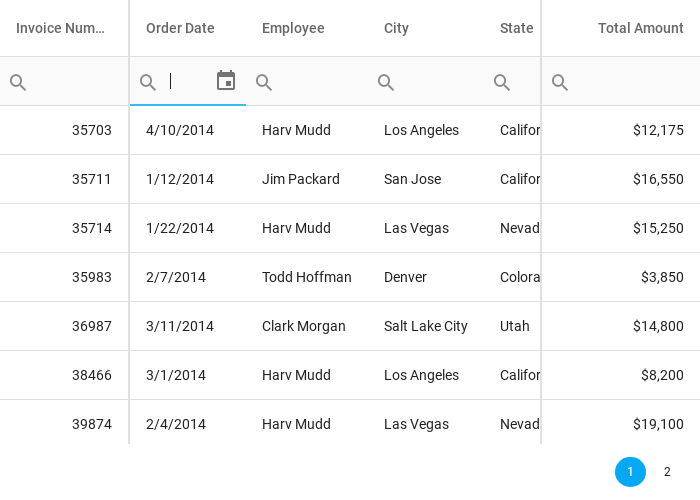 Invoice Num... Order Date Employee City State Total Amount
35703 4/10/2014 Harv Mudd Los Angeles Califor $12,175
35711 1/12/2014 Jim Packard San Jose Califor $16,550
35714 1/22/2014 Harv Mudd Las Vegas Nevad $15,250
35983 2/7/2014 Todd Hoffman Denver Colora $3,850
36987 3/11/2014 Clark Morgan Salt Lake City Utah $14,800
38466 3/1/2014 Harv Mudd Los Angeles Califor $8,200
39874 2/4/2014 Harv Mudd Las Vegas Nevad $19,100
1 2